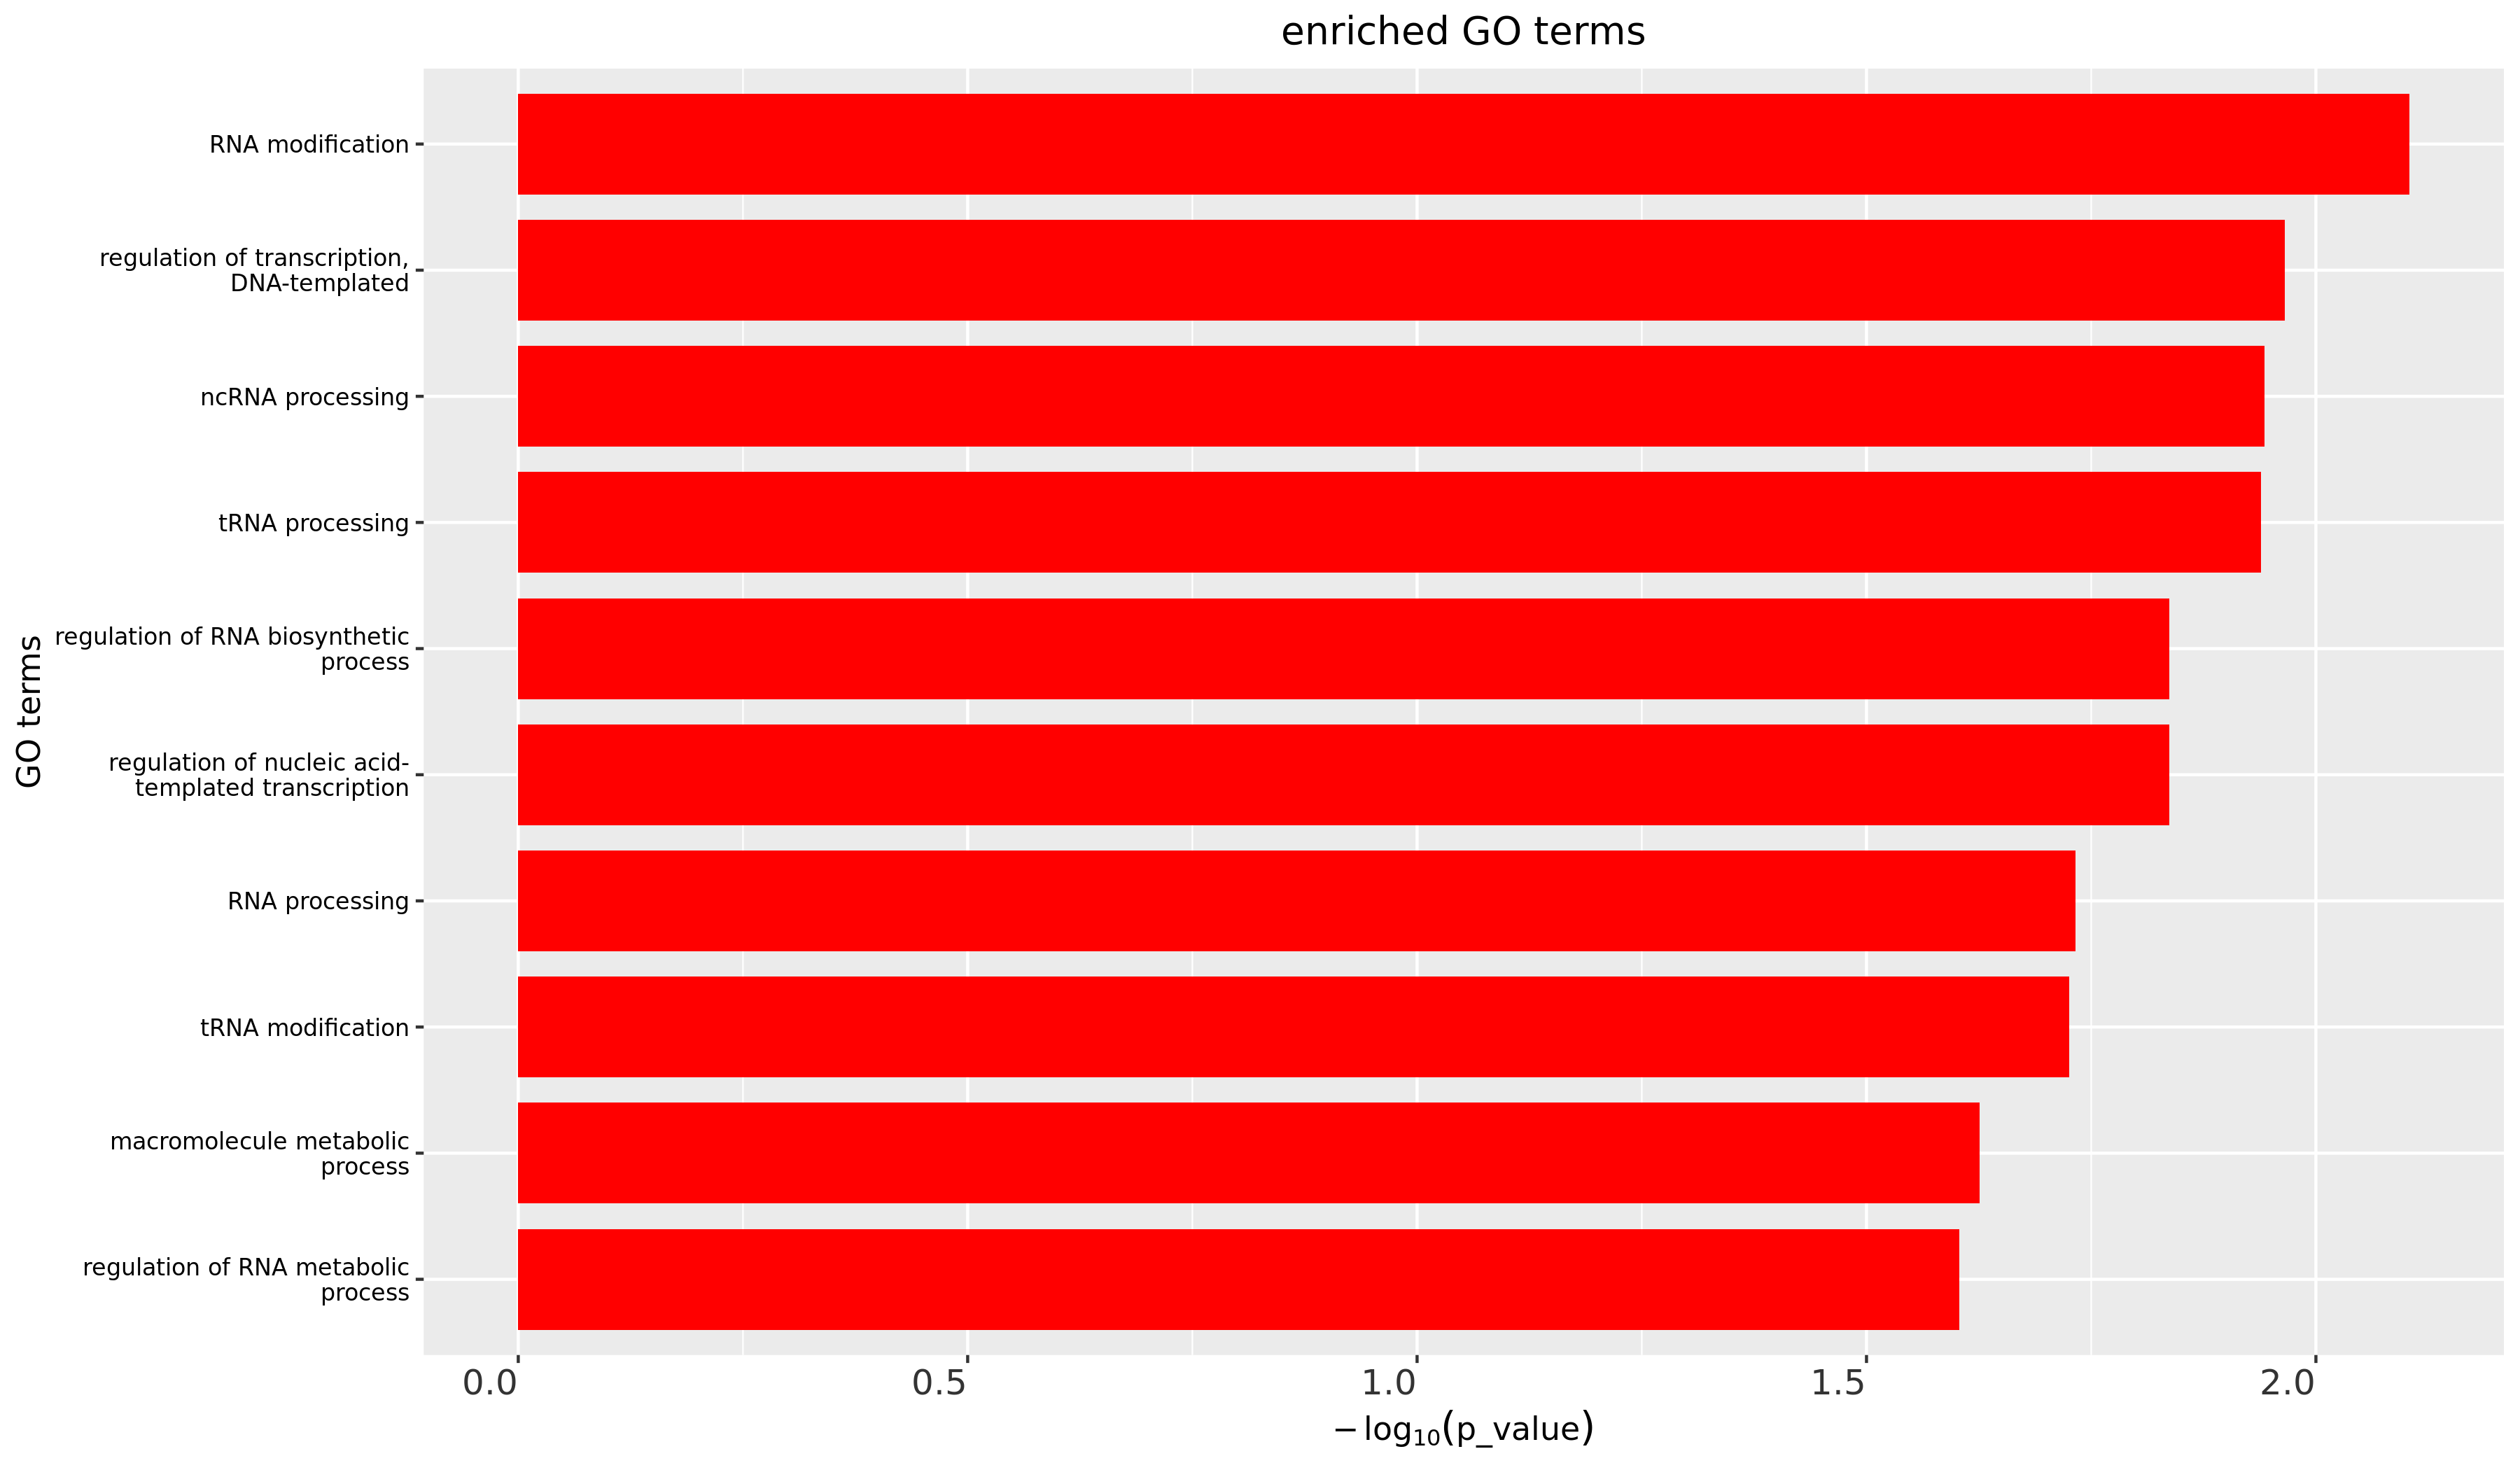 enriched GO terms
RNA modification
regulation of transcription,
DNA-templated
ncRNA processing
tRNA processing
regulation of RNA biosynthetic
process
regulation of nucleic acid-
templated transcription
RNA processing
tRNA modification
macromolecule metabolic
process
regulation of RNA metabolic
process
GO terms
0.0 0.5 1.0 1.5 2.0
−log₁₀(p_value)